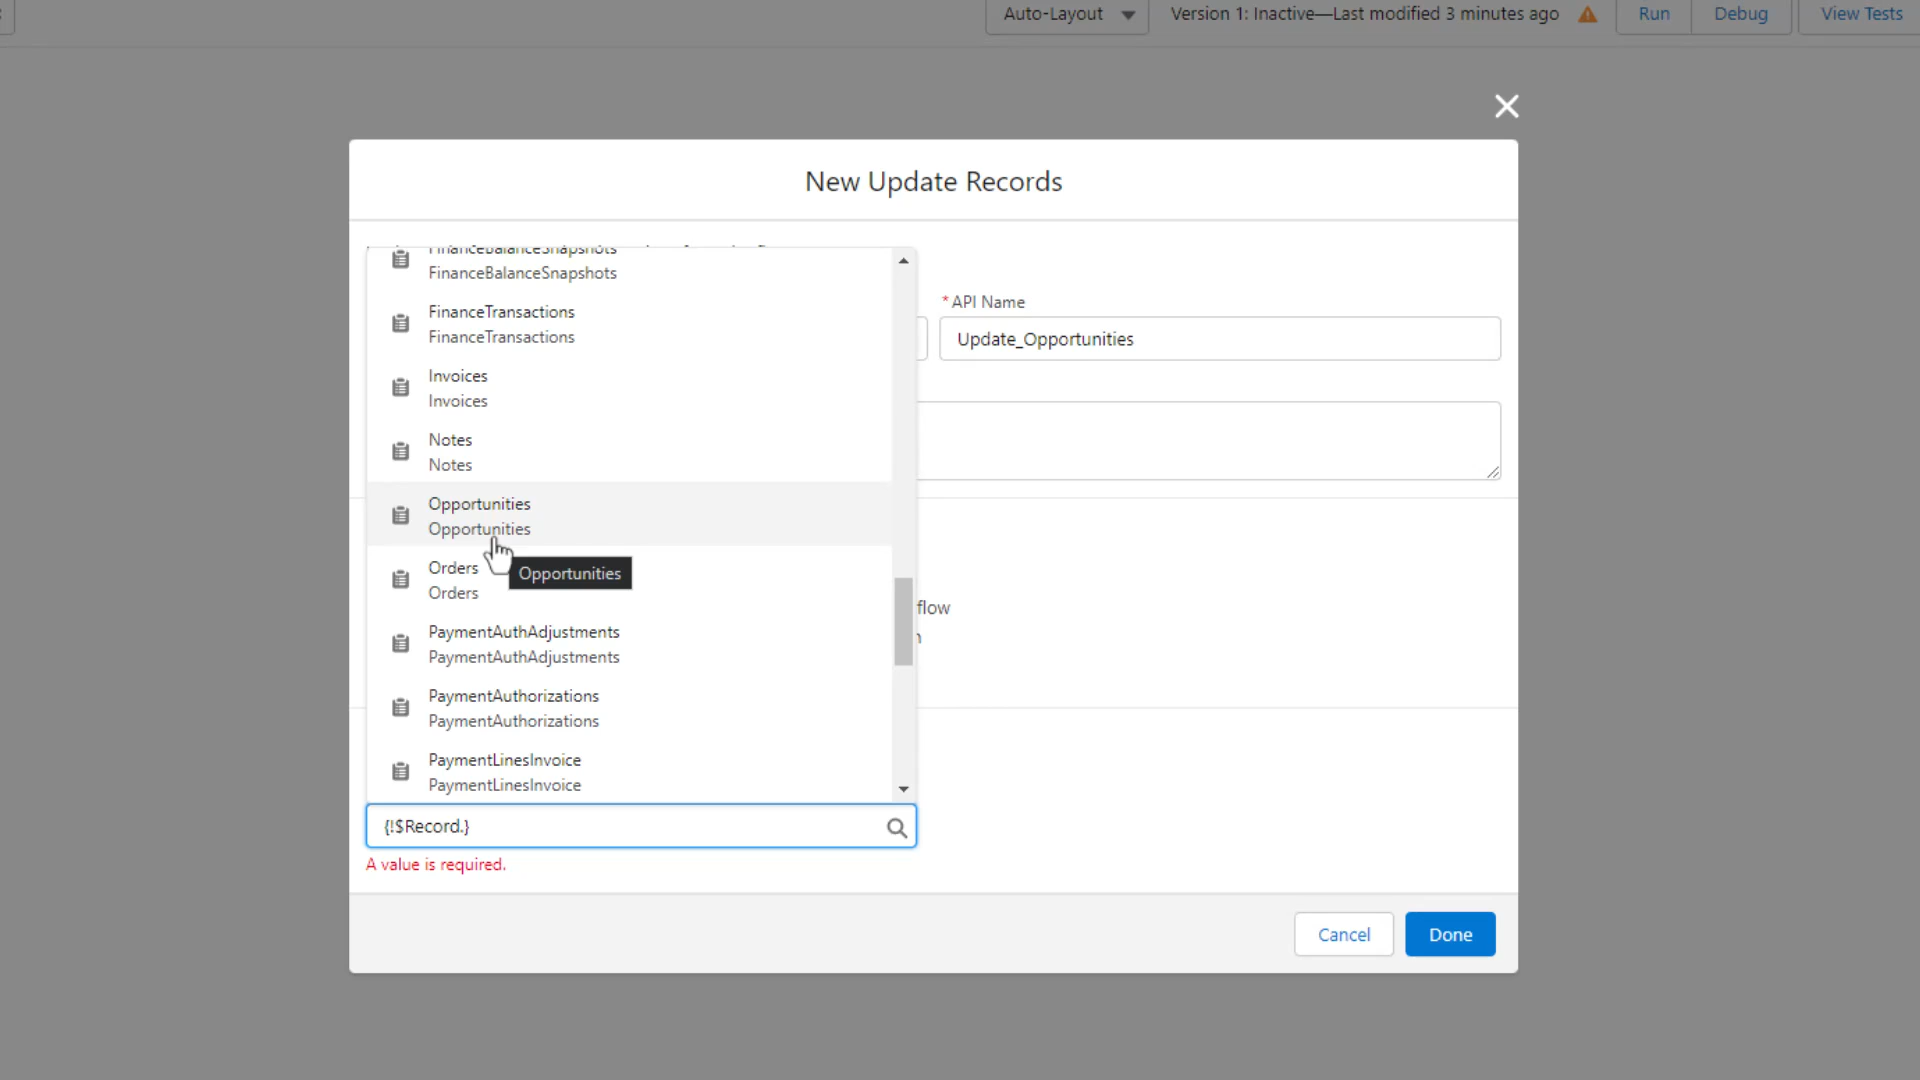 Auto-Layout
Version 1: Inactive—Last modified 3 minutes ago
Run
Debug
View Tests
New Update Records
FinanceBalanceSnapshots
FinanceBalanceSnapshots
FinanceTransactions
FinanceTransactions
Invoices
Invoices
Notes
Notes
Opportunities
Opportunities
Opportunities
Orders
Orders
PaymentAuthAdjustments
PaymentAuthAdjustments
PaymentAuthorizations
PaymentAuthorizations
PaymentLinesInvoice
PaymentLinesInvoice
* API Name
Update_Opportunities
flow
{!$Record.}
A value is required.
Cancel
Done